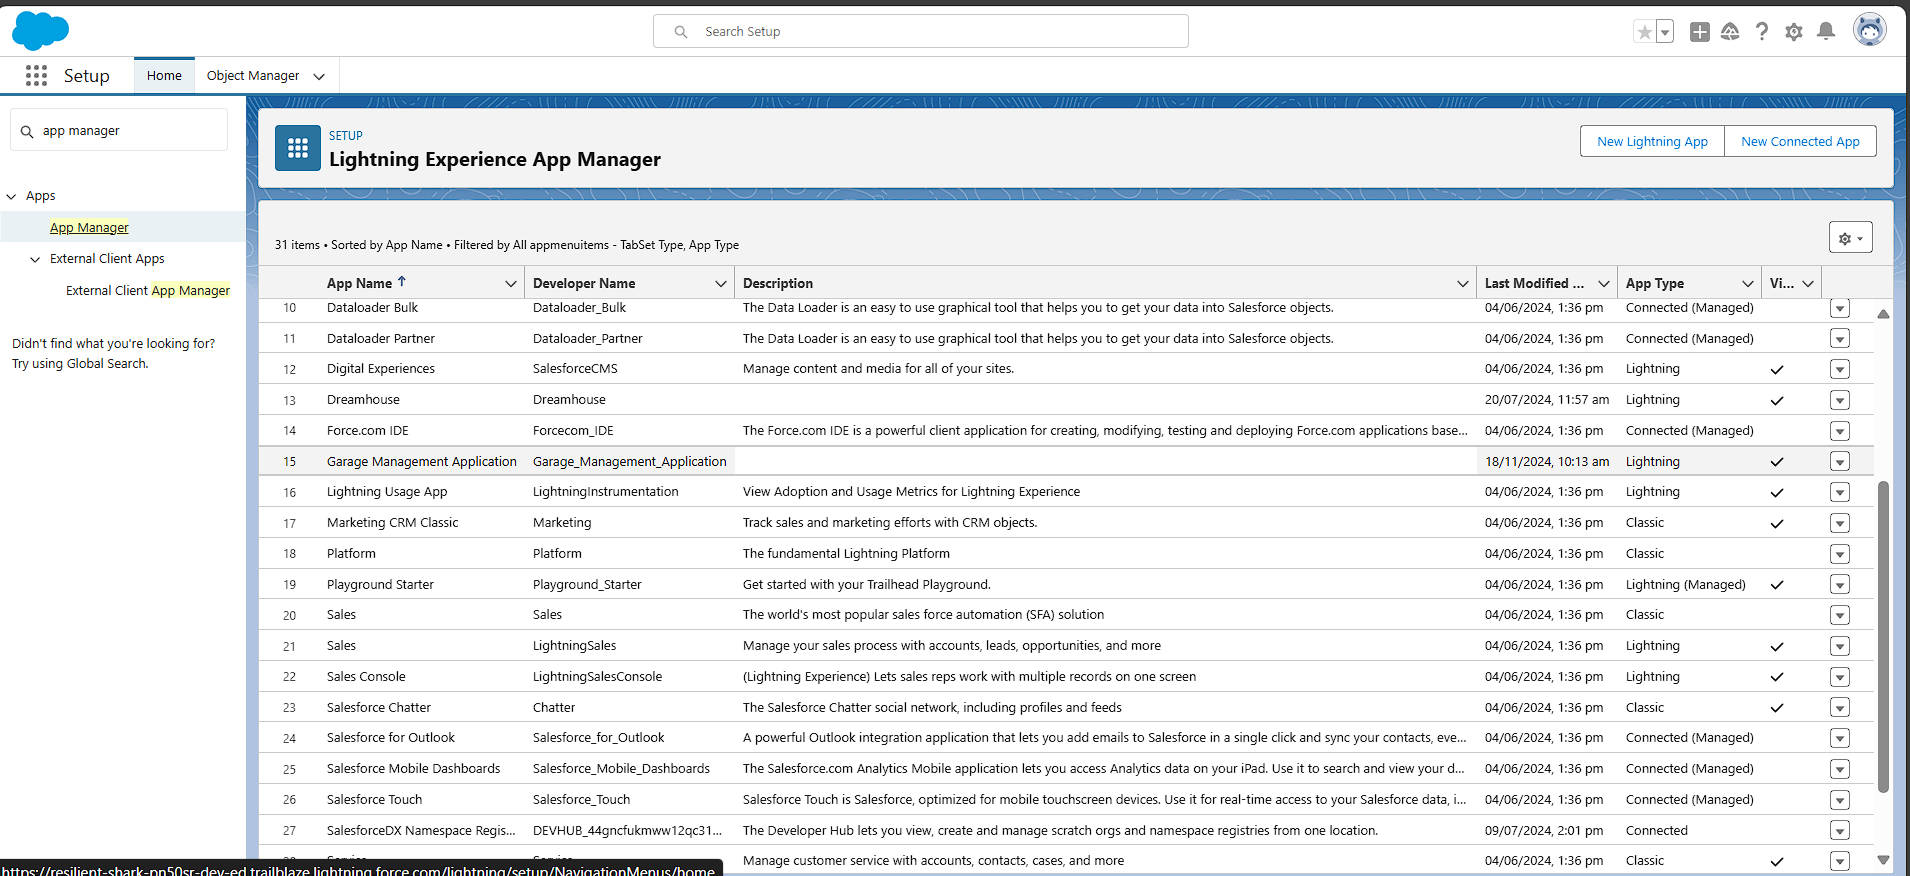 Search Setup
Setup
Home
Object Manager
app manager
Apps
App Manager
External Client Apps
External Client App Manager
Didn't find what you're looking for?
Try using Global Search.
SETUP
Lightning Experience App Manager
New Lightning App
New Connected App
31 items • Sorted by App Name • Filtered by All appmenuitems - TabSet Type, App Type
App Name Developer Name Description Last Modified ... App Type Vi...
10 Dataloader Bulk Dataloader_Bulk The Data Loader is an easy to use graphical tool that helps you to get your data into Salesforce objects. 04/06/2024, 1:36 pm Connected (Managed)
11 Dataloader Partner Dataloader_Partner The Data Loader is an easy to use graphical tool that helps you to get your data into Salesforce objects. 04/06/2024, 1:36 pm Connected (Managed)
12 Digital Experiences SalesforceCMS Manage content and media for all of your sites. 04/06/2024, 1:36 pm Lightning
13 Dreamhouse Dreamhouse 20/07/2024, 11:57 am Lightning
14 Force.com IDE Forcecom_IDE The Force.com IDE is a powerful client application for creating, modifying, testing and deploying Force.com applications base... 04/06/2024, 1:36 pm Connected (Managed)
15 Garage Management Application Garage_Management_Application 18/11/2024, 10:13 am Lightning
16 Lightning Usage App LightningInstrumentation View Adoption and Usage Metrics for Lightning Experience 04/06/2024, 1:36 pm Lightning
17 Marketing CRM Classic Marketing Track sales and marketing efforts with CRM objects. 04/06/2024, 1:36 pm Classic
18 Platform Platform The fundamental Lightning Platform 04/06/2024, 1:36 pm Classic
19 Playground Starter Playground_Starter Get started with your Trailhead Playground. 04/06/2024, 1:36 pm Lightning (Managed)
20 Sales Sales The world's most popular sales force automation (SFA) solution 04/06/2024, 1:36 pm Classic
21 Sales LightningSales Manage your sales process with accounts, leads, opportunities, and more 04/06/2024, 1:36 pm Lightning
22 Sales Console LightningSalesConsole (Lightning Experience) Lets sales reps work with multiple records on one screen 04/06/2024, 1:36 pm Lightning
23 Salesforce Chatter Chatter The Salesforce Chatter social network, including profiles and feeds 04/06/2024, 1:36 pm Classic
24 Salesforce for Outlook Salesforce_for_Outlook A powerful Outlook integration application that lets you add emails to Salesforce in a single click and sync your contacts, eve... 04/06/2024, 1:36 pm Connected (Managed)
25 Salesforce Mobile Dashboards Salesforce_Mobile_Dashboards The Salesforce.com Analytics Mobile application lets you access Analytics data on your iPad. Use it to search and view your d... 04/06/2024, 1:36 pm Connected (Managed)
26 Salesforce Touch Salesforce_Touch Salesforce Touch is Salesforce, optimized for mobile touchscreen devices. Use it for real-time access to your Salesforce data, i... 04/06/2024, 1:36 pm Connected (Managed)
27 SalesforceDX Namespace Regis... DEVHUB_44gncfukmww12qc31... The Developer Hub lets you view, create and manage scratch orgs and namespace registries from one location. 09/07/2024, 2:01 pm Connected
Manage customer service with accounts, contacts, cases, and more 04/06/2024, 1:36 pm Classic
https://resilient-shark-pn50sr-dev-ed.trailblaze.lightning.force.com/lightning/setup/NavigationMenus/home